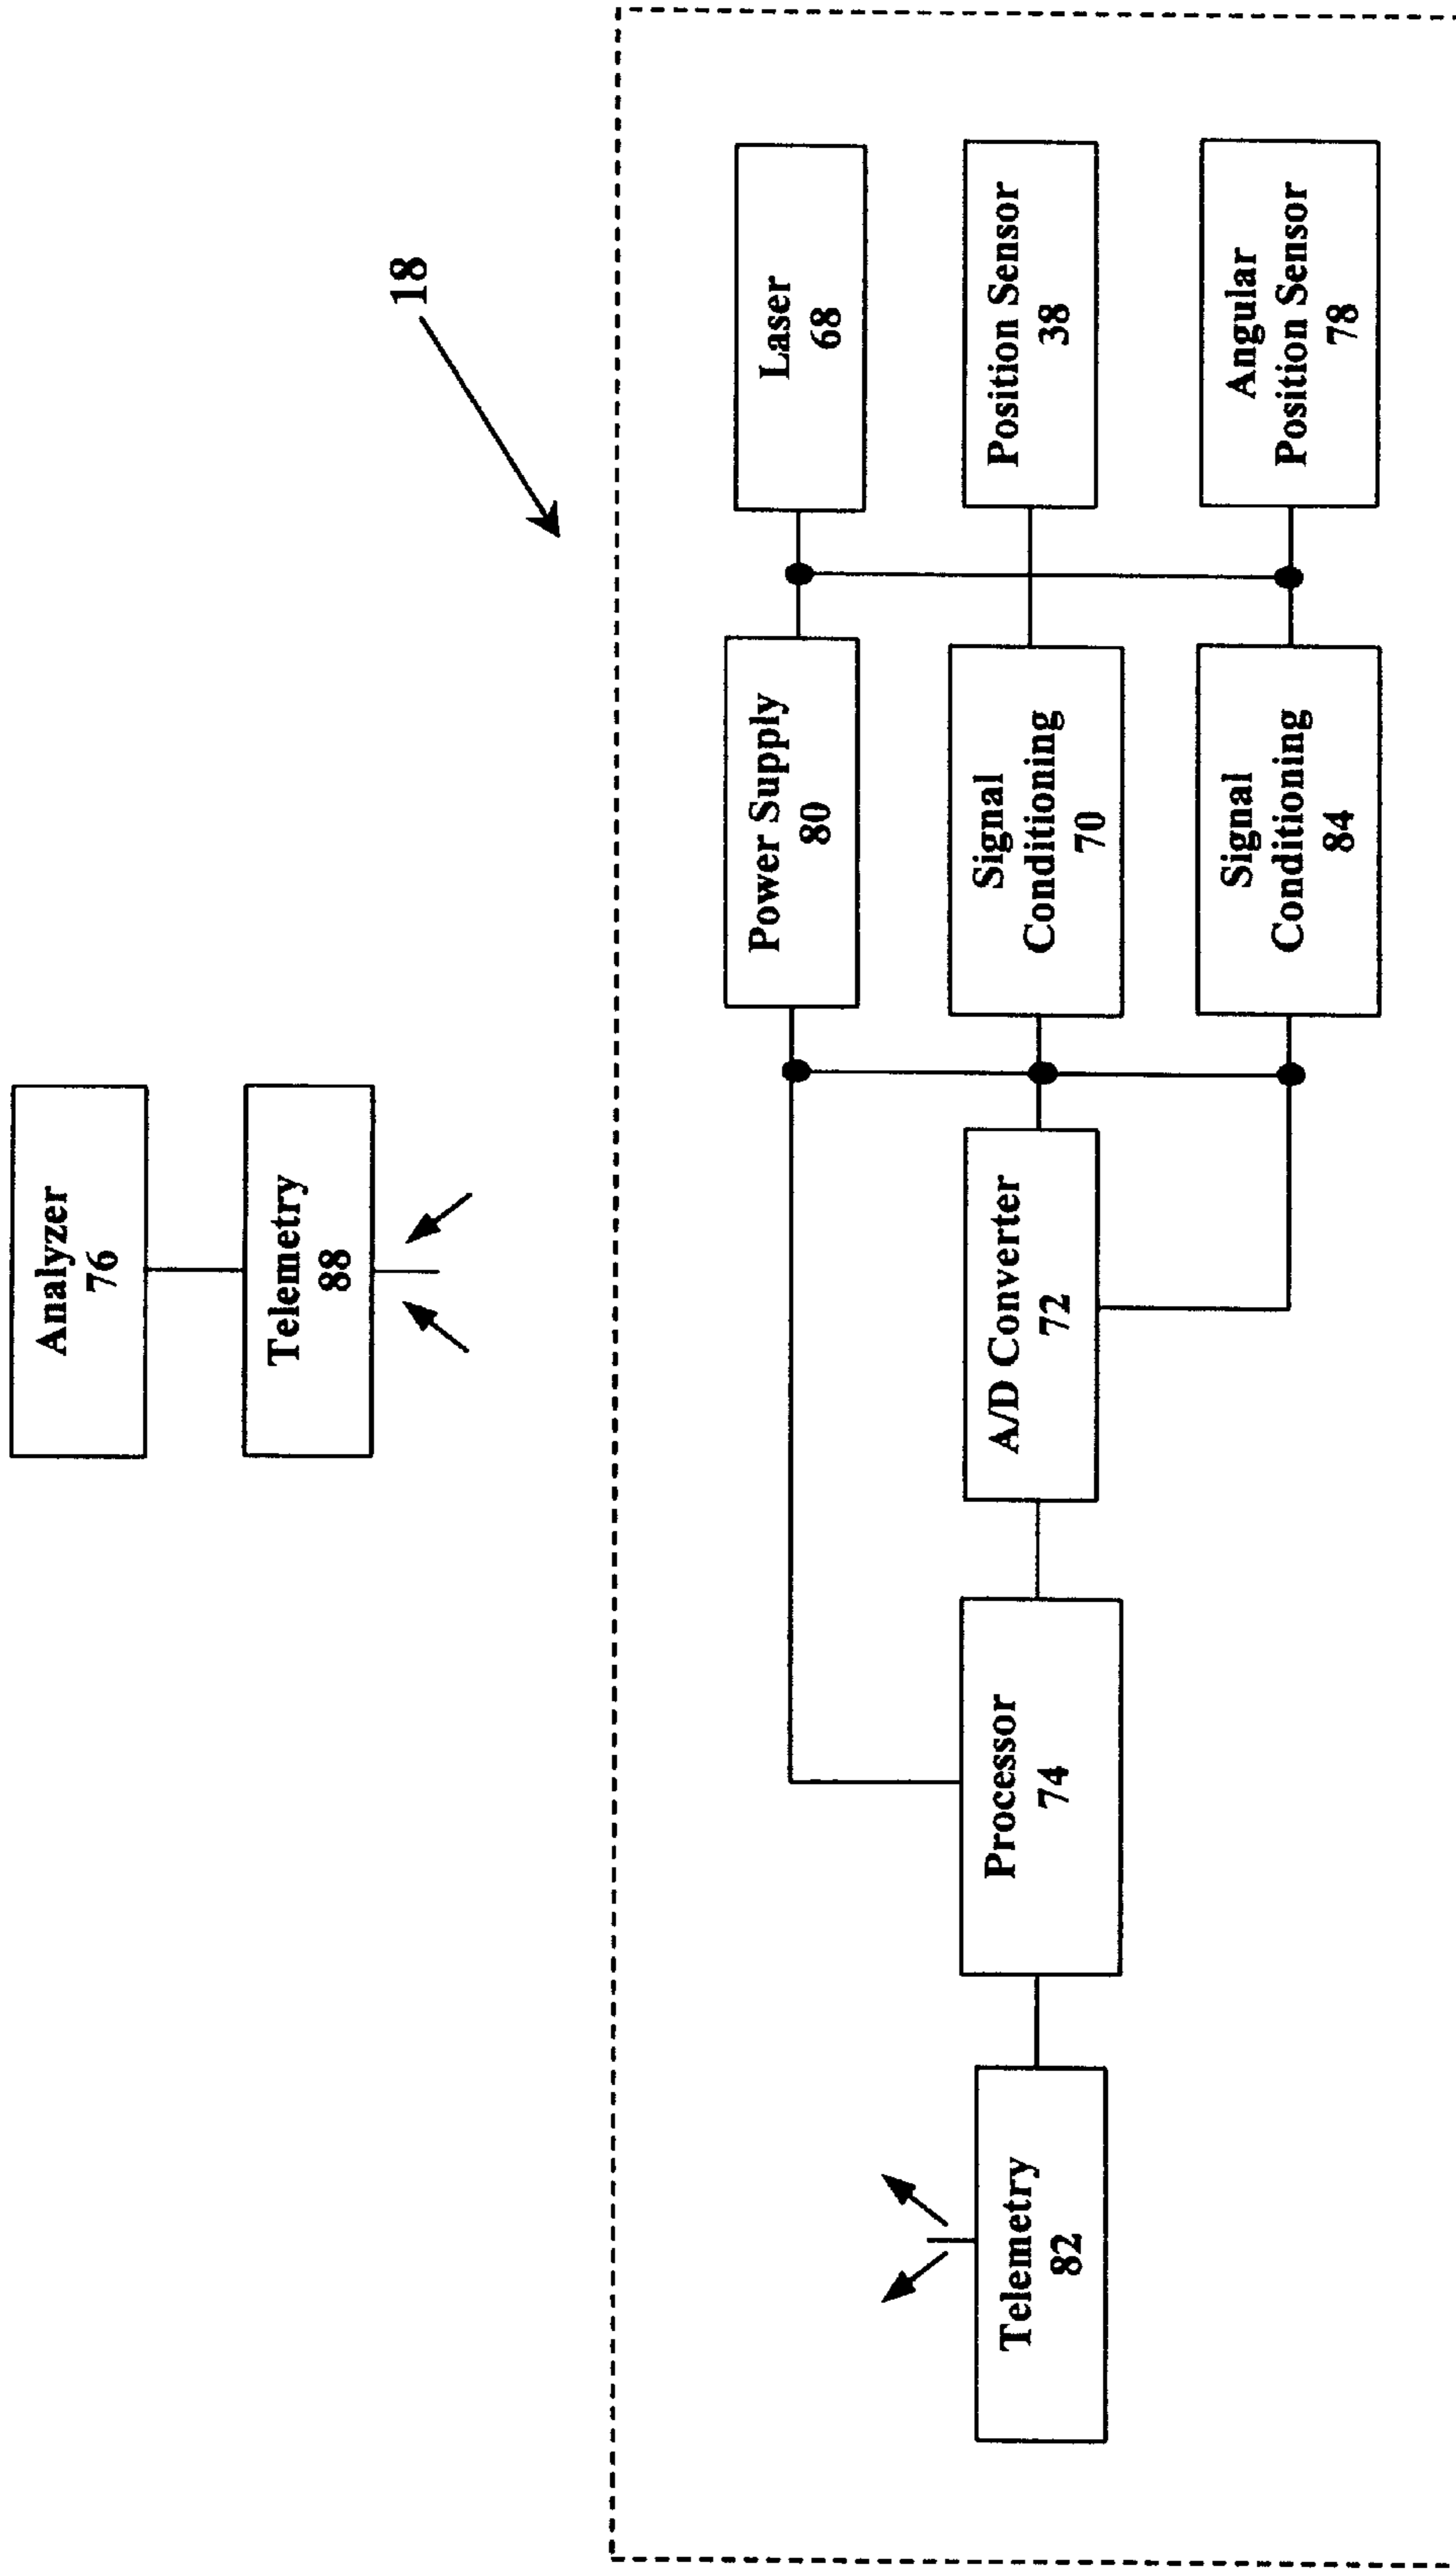 Analyzer
76
Telemetry
88
18
Telemetry
82
Processor
74
A/D Converter
72
Power Supply
80
Signal
Conditioning
70
Signal
Conditioning
84
Laser
68
Position Sensor
38
Angular
Position Sensor
78